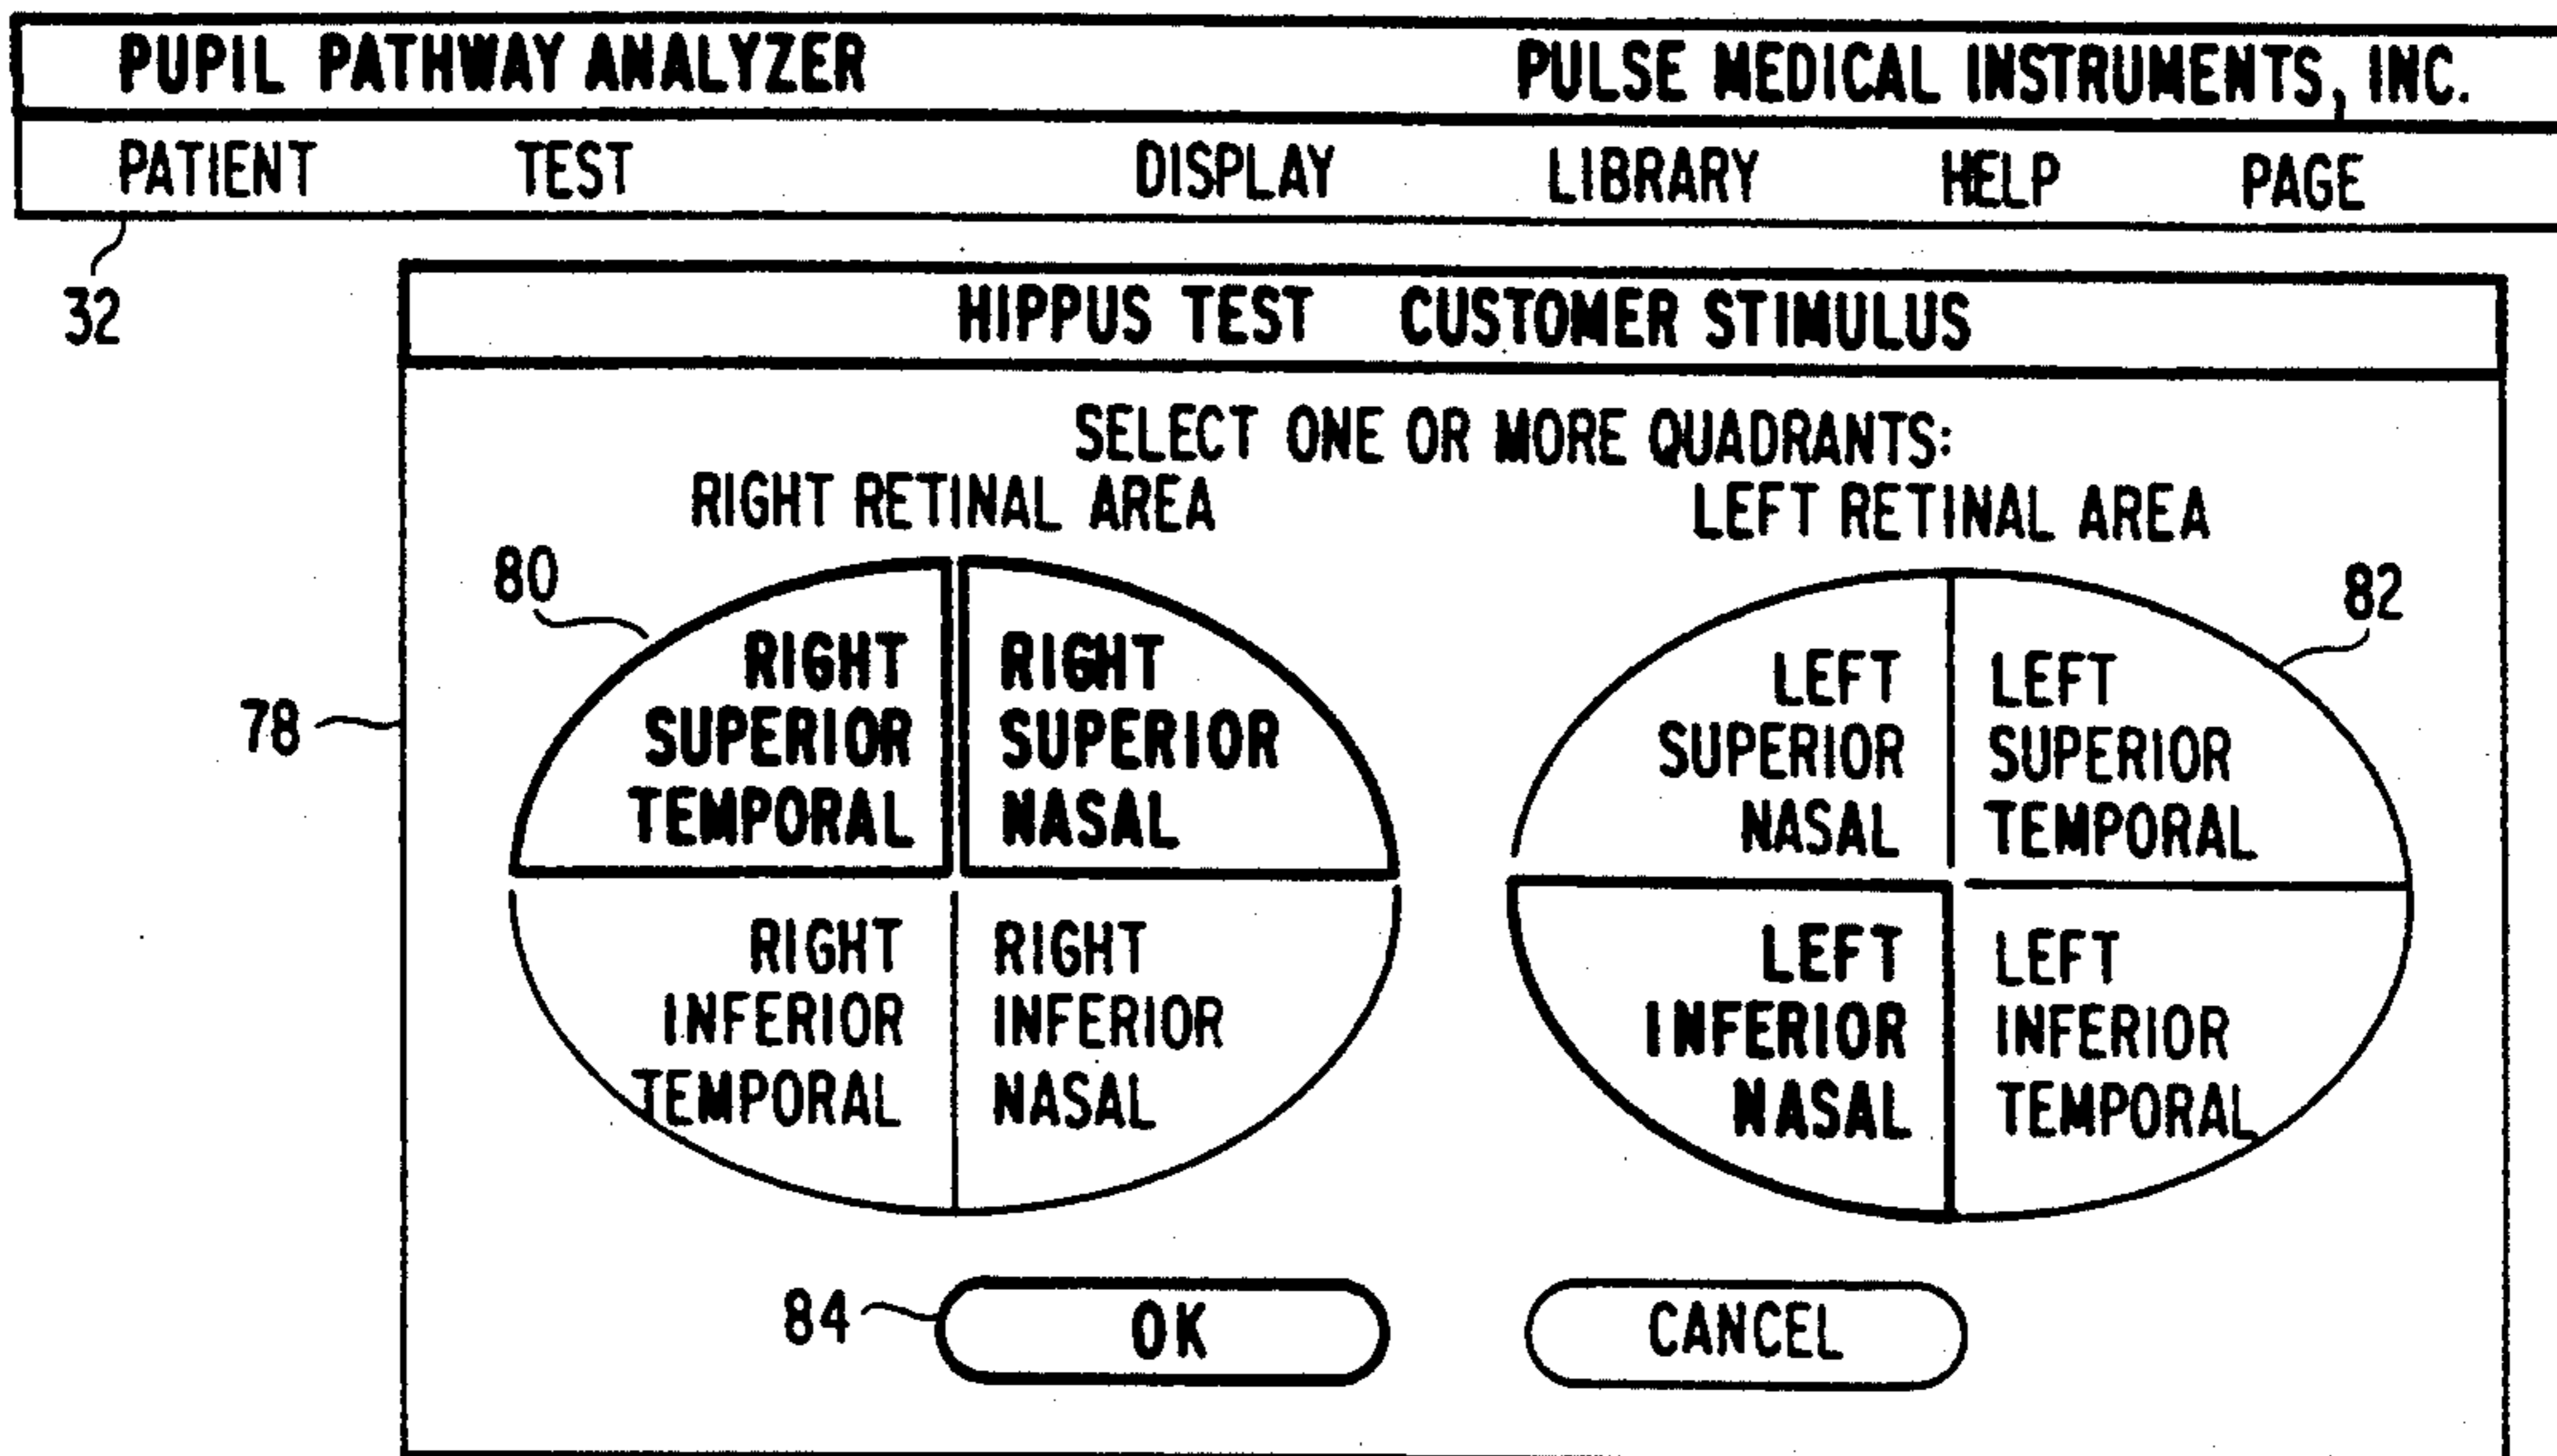 PUPIL PATHWAY ANALYZER PULSE MEDICAL INSTRUMENTS, INC.
PATIENT TEST DISPLAY LIBRARY HELP PAGE
32
HIPPUS TEST CUSTOMER STIMULUS
SELECT ONE OR MORE QUADRANTS:
RIGHT RETINAL AREA LEFT RETINAL AREA
80
82
78
RIGHT
SUPERIOR
TEMPORAL
RIGHT
SUPERIOR
NASAL
LEFT
SUPERIOR
NASAL
LEFT
SUPERIOR
TEMPORAL
RIGHT
INFERIOR
TEMPORAL
RIGHT
INFERIOR
NASAL
LEFT
INFERIOR
NASAL
LEFT
INFERIOR
TEMPORAL
84
OK CANCEL